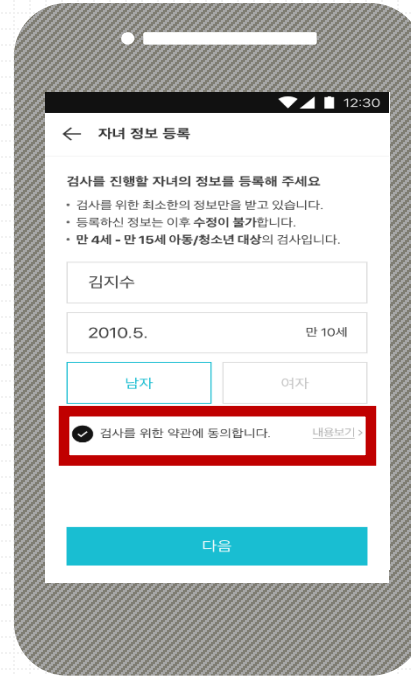 12:30
← 자녀 정보 등록
검사를 진행할 자녀의 정보를 등록해 주세요
• 검사를 위한 최소한의 정보만을 받고 있습니다.
• 등록하신 정보는 이후 수정이 불가합니다.
• 만 4세 - 만 15세 아동/청소년 대상의 검사입니다.
김지수
2010.5. 만 10세
남자 여자
검사를 위한 약관에 동의합니다. 내용보기 >
다음